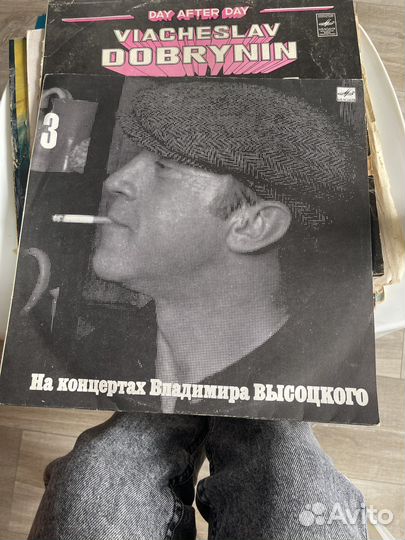 DAY AFTER DAY
VIACHESLAV
DOBRYNIN
3
На концертах Владимира ВЫСОЦКОГО
Avito